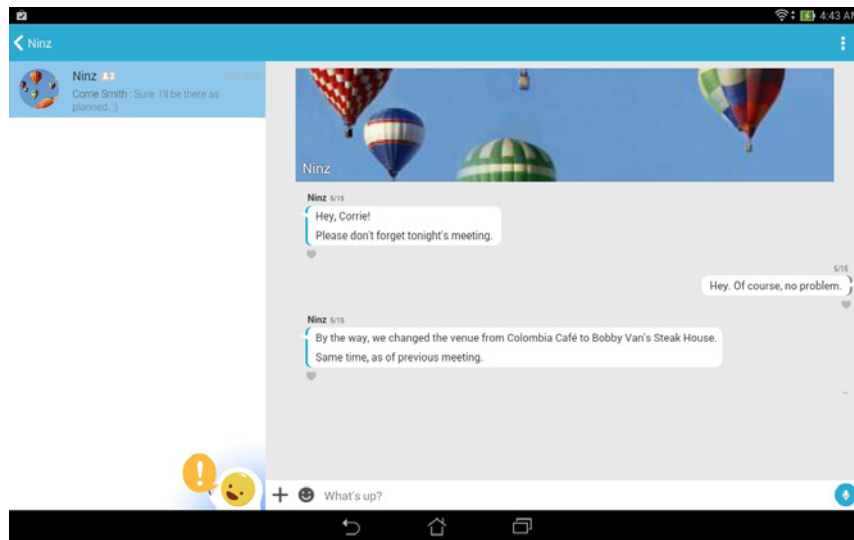 4:43 AM
Ninz
Ninz 2
Corrie Smith : Sure. I'll be there as
planned. :)
Ninz
Ninz 5/15
Hey, Corrie!
Please don't forget tonight's meeting.
5/15
Hey. Of course, no problem.
Ninz 5/15
By the way, we changed the venue from Colombia Café to Bobby Van's Steak House.
Same time, as of previous meeting.
What's up?